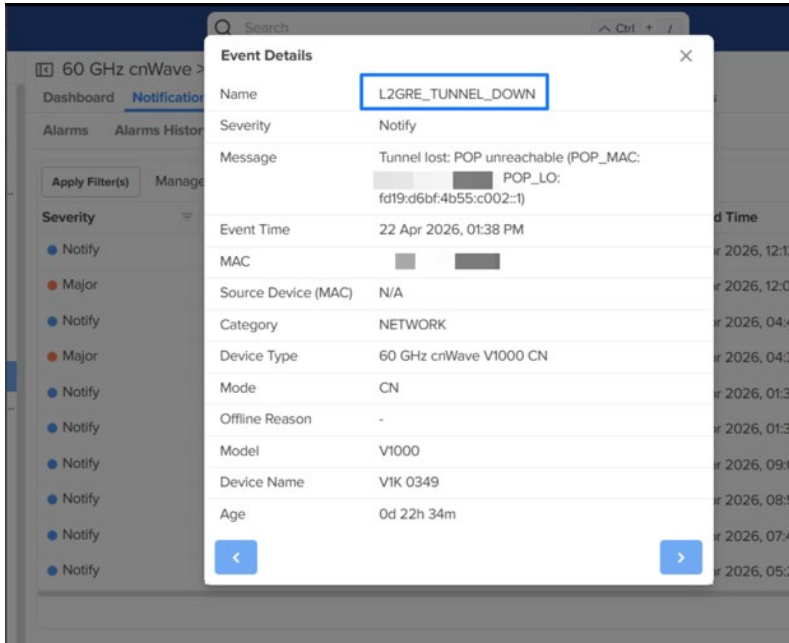 Search
Ctrl + /
60 GHz cnWave >
Dashboard Notification
Alarms Alarms Histor
Apply Filter(s) Manage
Severity
d Time
Notify
r 2026, 12:1
Major
r 2026, 12:0
Notify
r 2026, 04:4
Major
r 2026, 04:
Notify
r 2026, 01:3
Notify
r 2026, 01:3
Notify
r 2026, 09:
Notify
r 2026, 08:
Notify
r 2026, 07:4
Notify
r 2026, 05:
Event Details
Name L2GRE_TUNNEL_DOWN
Severity Notify
Message Tunnel lost: POP unreachable (POP_MAC:
POP_LO:
fd19:d6bf:4b55:c002::1)
Event Time 22 Apr 2026, 01:38 PM
MAC
Source Device (MAC) N/A
Category NETWORK
Device Type 60 GHz cnWave V1000 CN
Mode CN
Offline Reason -
Model V1000
Device Name V1K 0349
Age 0d 22h 34m